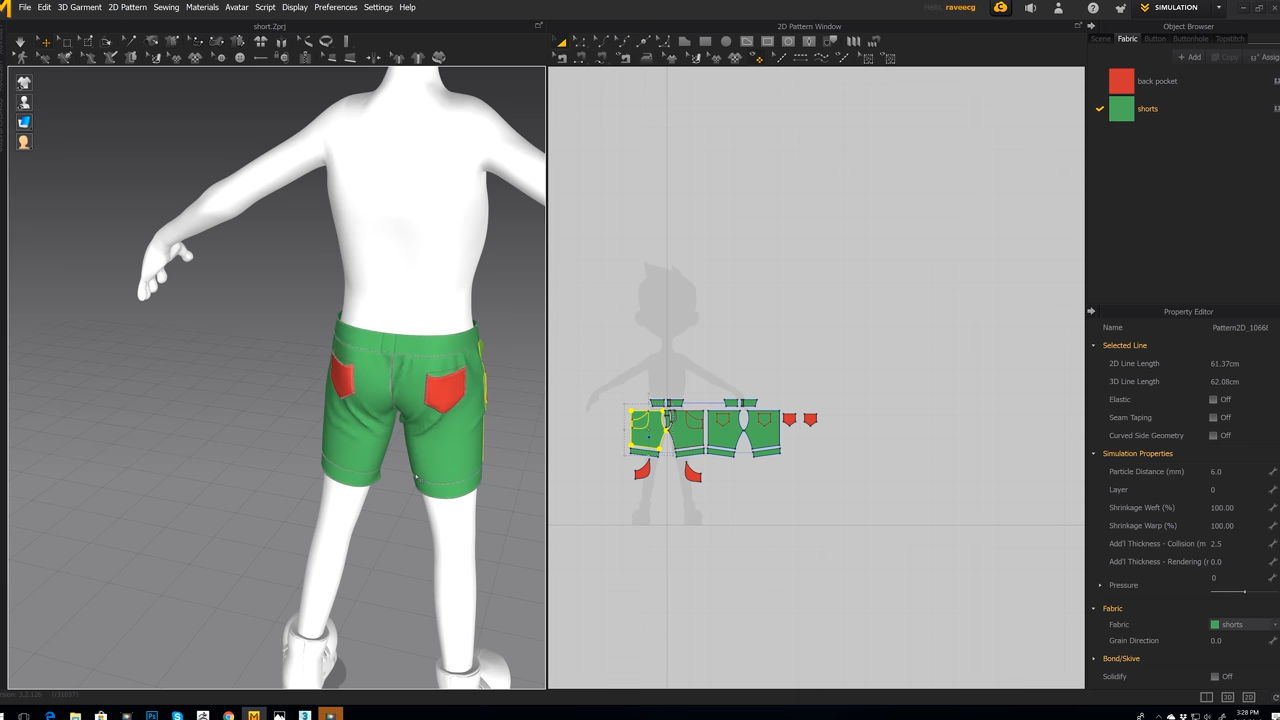 File Edit 3D Garment 2D Pattern Sewing Materials Avatar Script Display Preferences Settings Help
Hello, raveecg
SIMULATION
short.Zprj
2D Pattern Window
Object Browser
Scene Fabric Button Buttonhole Topstitch
+ Add Copy Assig
back pocket
shorts
Property Editor
Name Pattern2D_1066
Selected Line
2D Line Length 61.37cm
3D Line Length 62.08cm
Elastic Off
Seam Taping Off
Curved Side Geometry Off
Simulation Properties
Particle Distance (mm) 6.0
Layer 0
Shrinkage Weft (%) 100.00
Shrinkage Warp (%) 100.00
Add'l Thickness - Collision (m 2.5
Add'l Thickness - Rendering (r 0.0
Pressure 0
Fabric
Fabric shorts
Grain Direction 0.0
Bond/Skive
Solidify Off
3D 2D
3:28 PM